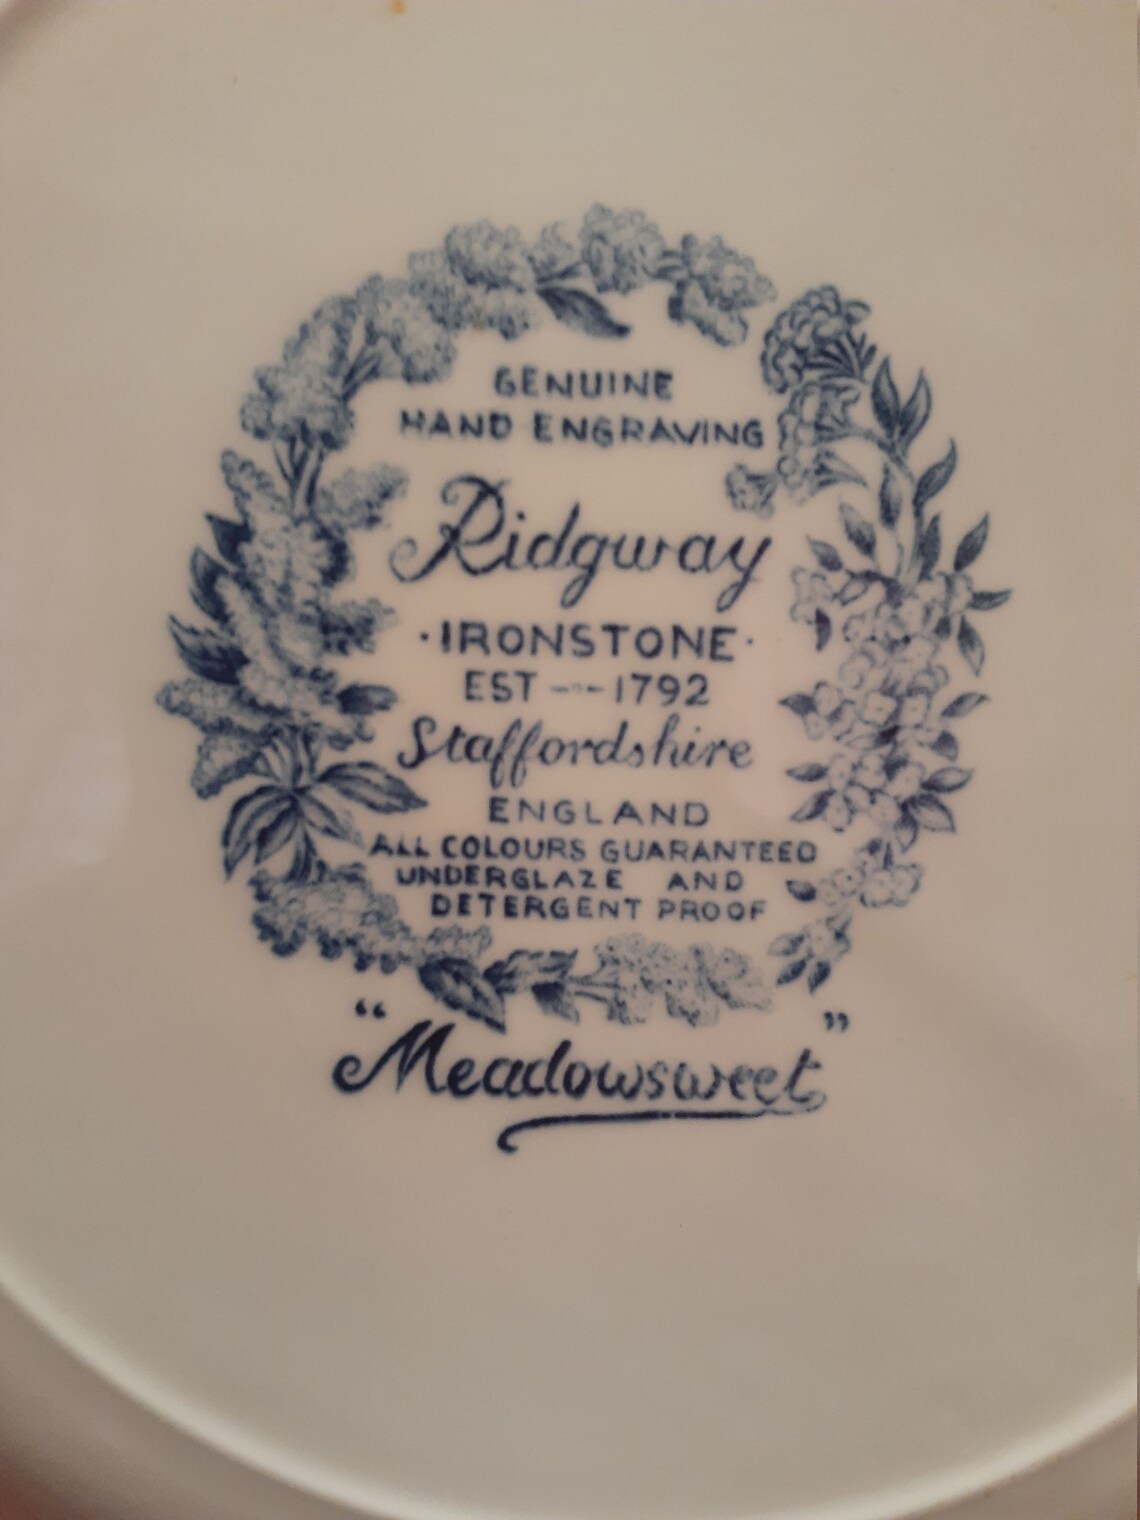 GENUINE
HAND ENGRAVING
Ridgway
·IRONSTONE·
EST --- 1792
Staffordshire
ENGLAND
ALL COLOURS GUARANTEED
UNDERGLAZE AND
DETERGENT PROOF
"Meadowsweet"